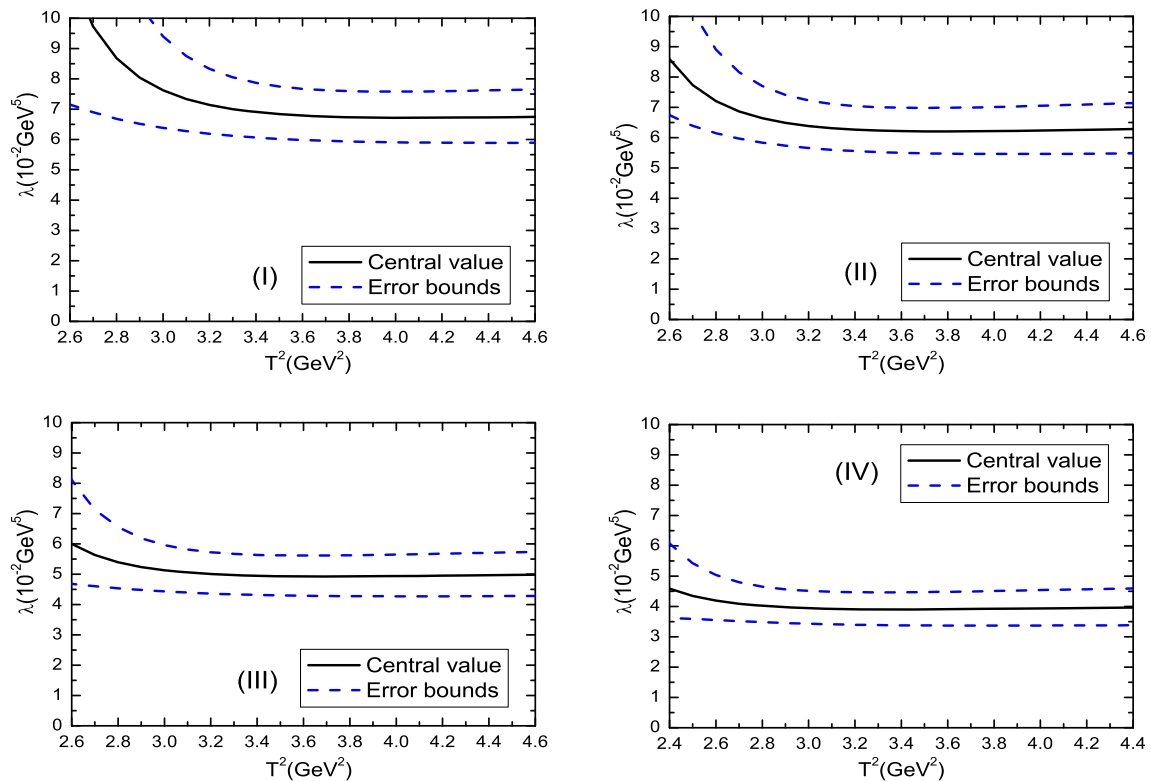 10
9
8
7
6
5
4
3
2
1
0
λ(10⁻²GeV⁵)
(I)
Central value
Error bounds
2.6 2.8 3.0 3.2 3.4 3.6 3.8 4.0 4.2 4.4 4.6
T²(GeV²)
10
9
8
7
6
5
4
3
2
1
0
λ(10⁻²GeV⁵)
(II)
Central value
Error bounds
2.6 2.8 3.0 3.2 3.4 3.6 3.8 4.0 4.2 4.4 4.6
T²(GeV²)
10
9
8
7
6
5
4
3
2
1
0
λ(10⁻²GeV⁵)
(III)
Central value
Error bounds
2.6 2.8 3.0 3.2 3.4 3.6 3.8 4.0 4.2 4.4 4.6
T²(GeV²)
10
9
8
7
6
5
4
3
2
1
0
λ(10⁻²GeV⁵)
(IV)
Central value
Error bounds
2.4 2.6 2.8 3.0 3.2 3.4 3.6 3.8 4.0 4.2 4.4
T²(GeV²)